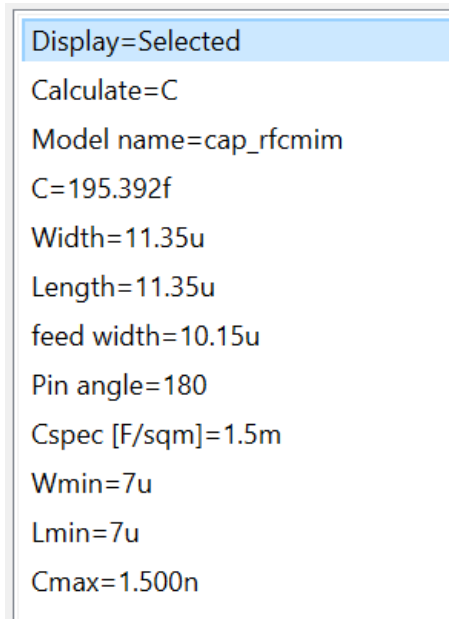 Display=Selected
Calculate=C
Model name=cap_rfcmim
C=195.392f
Width=11.35u
Length=11.35u
feed width=10.15u
Pin angle=180
Cspec [F/sqm]=1.5m
Wmin=7u
Lmin=7u
Cmax=1.500n